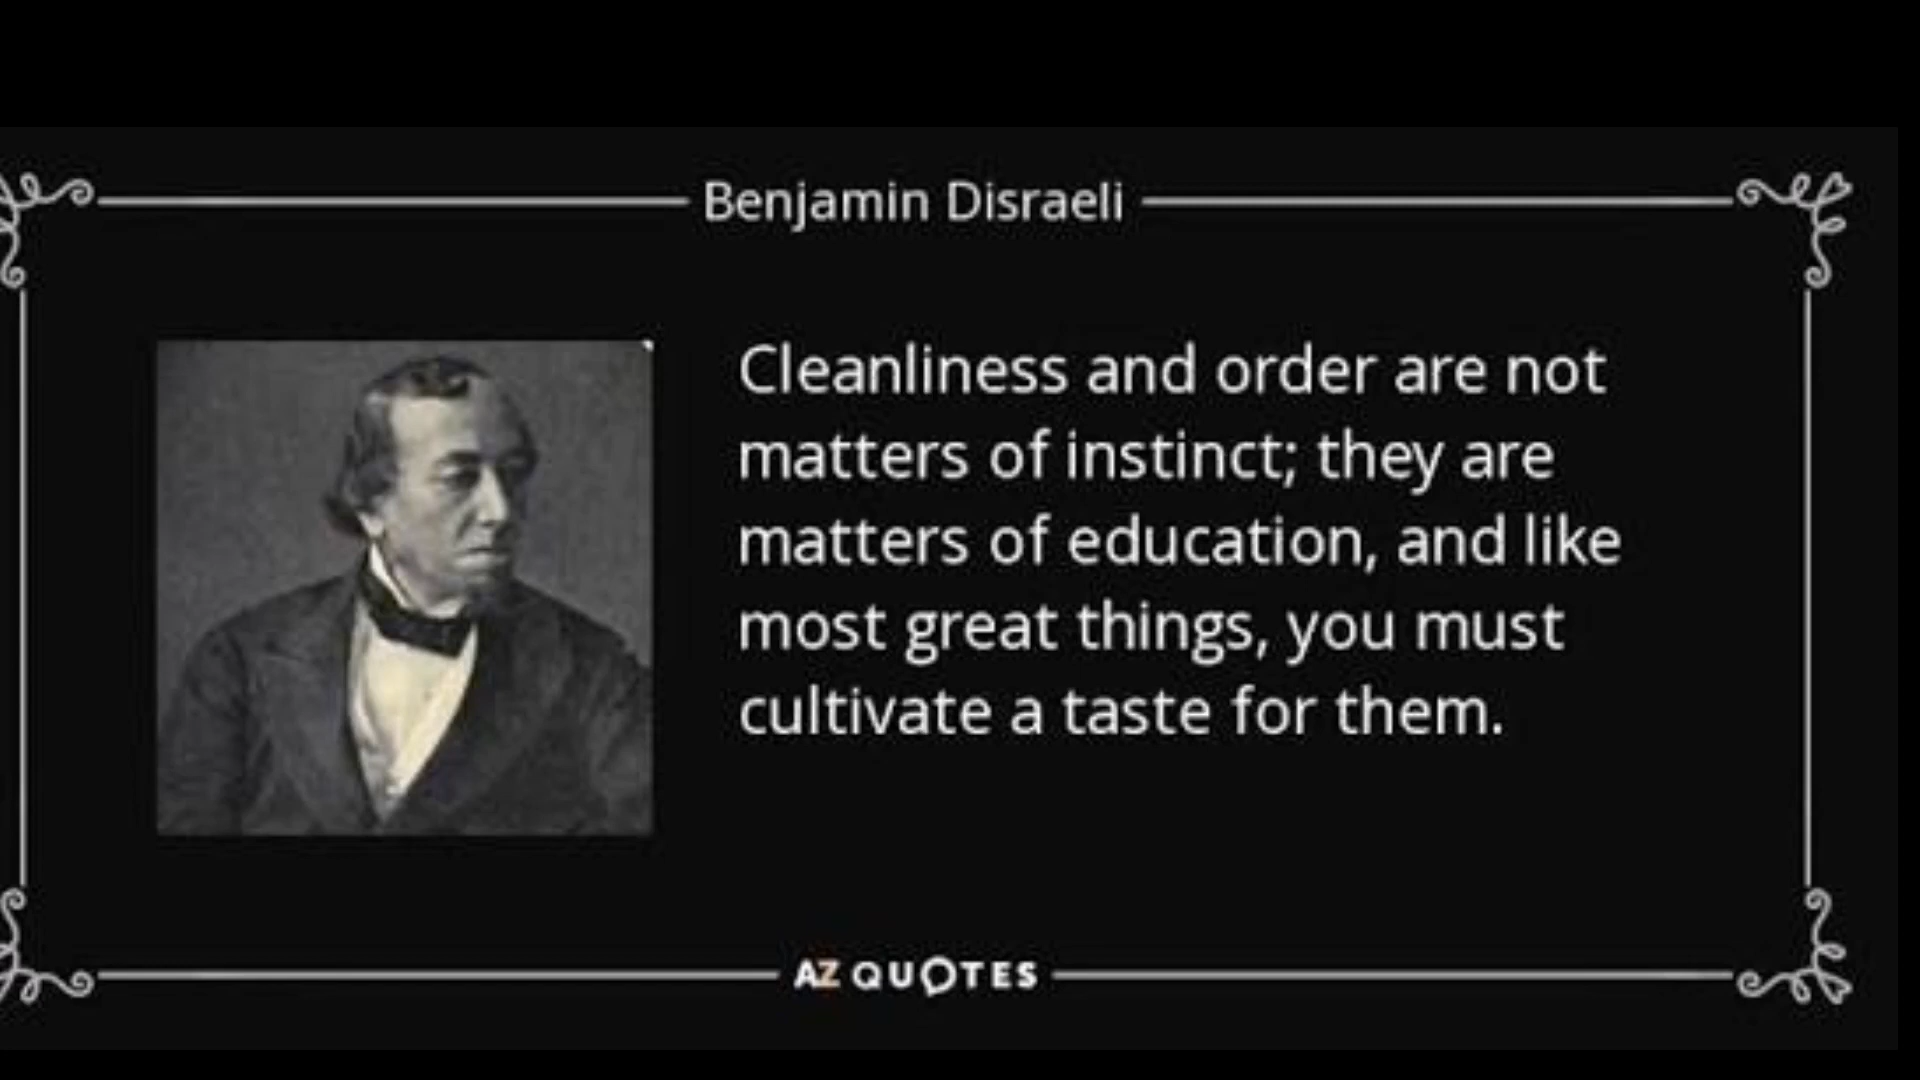 Benjamin Disraeli
Cleanliness and order are not
matters of instinct; they are
matters of education, and like
most great things, you must
cultivate a taste for them.
AZ QUOTES